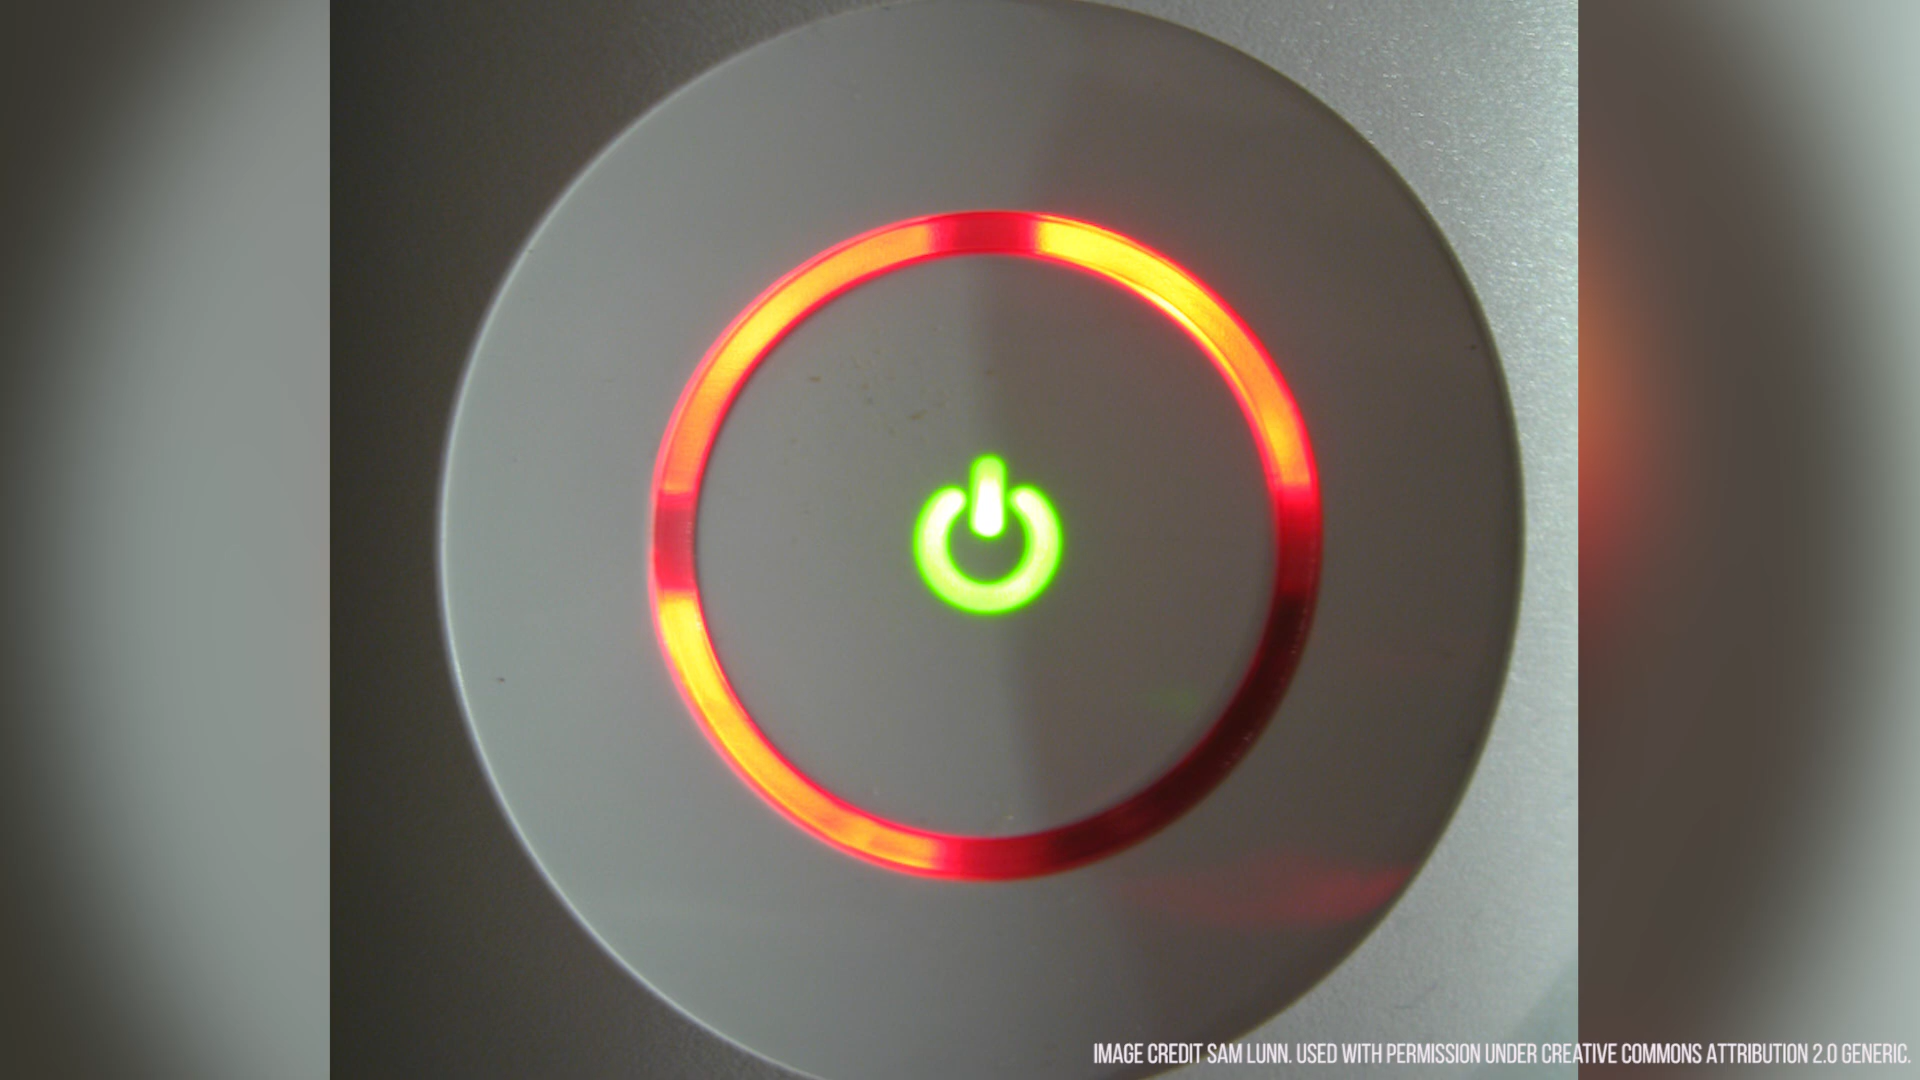 IMAGE CREDIT SAM LUNN. USED WITH PERMISSION UNDER CREATIVE COMMONS ATTRIBUTION 2.0 GENERIC.